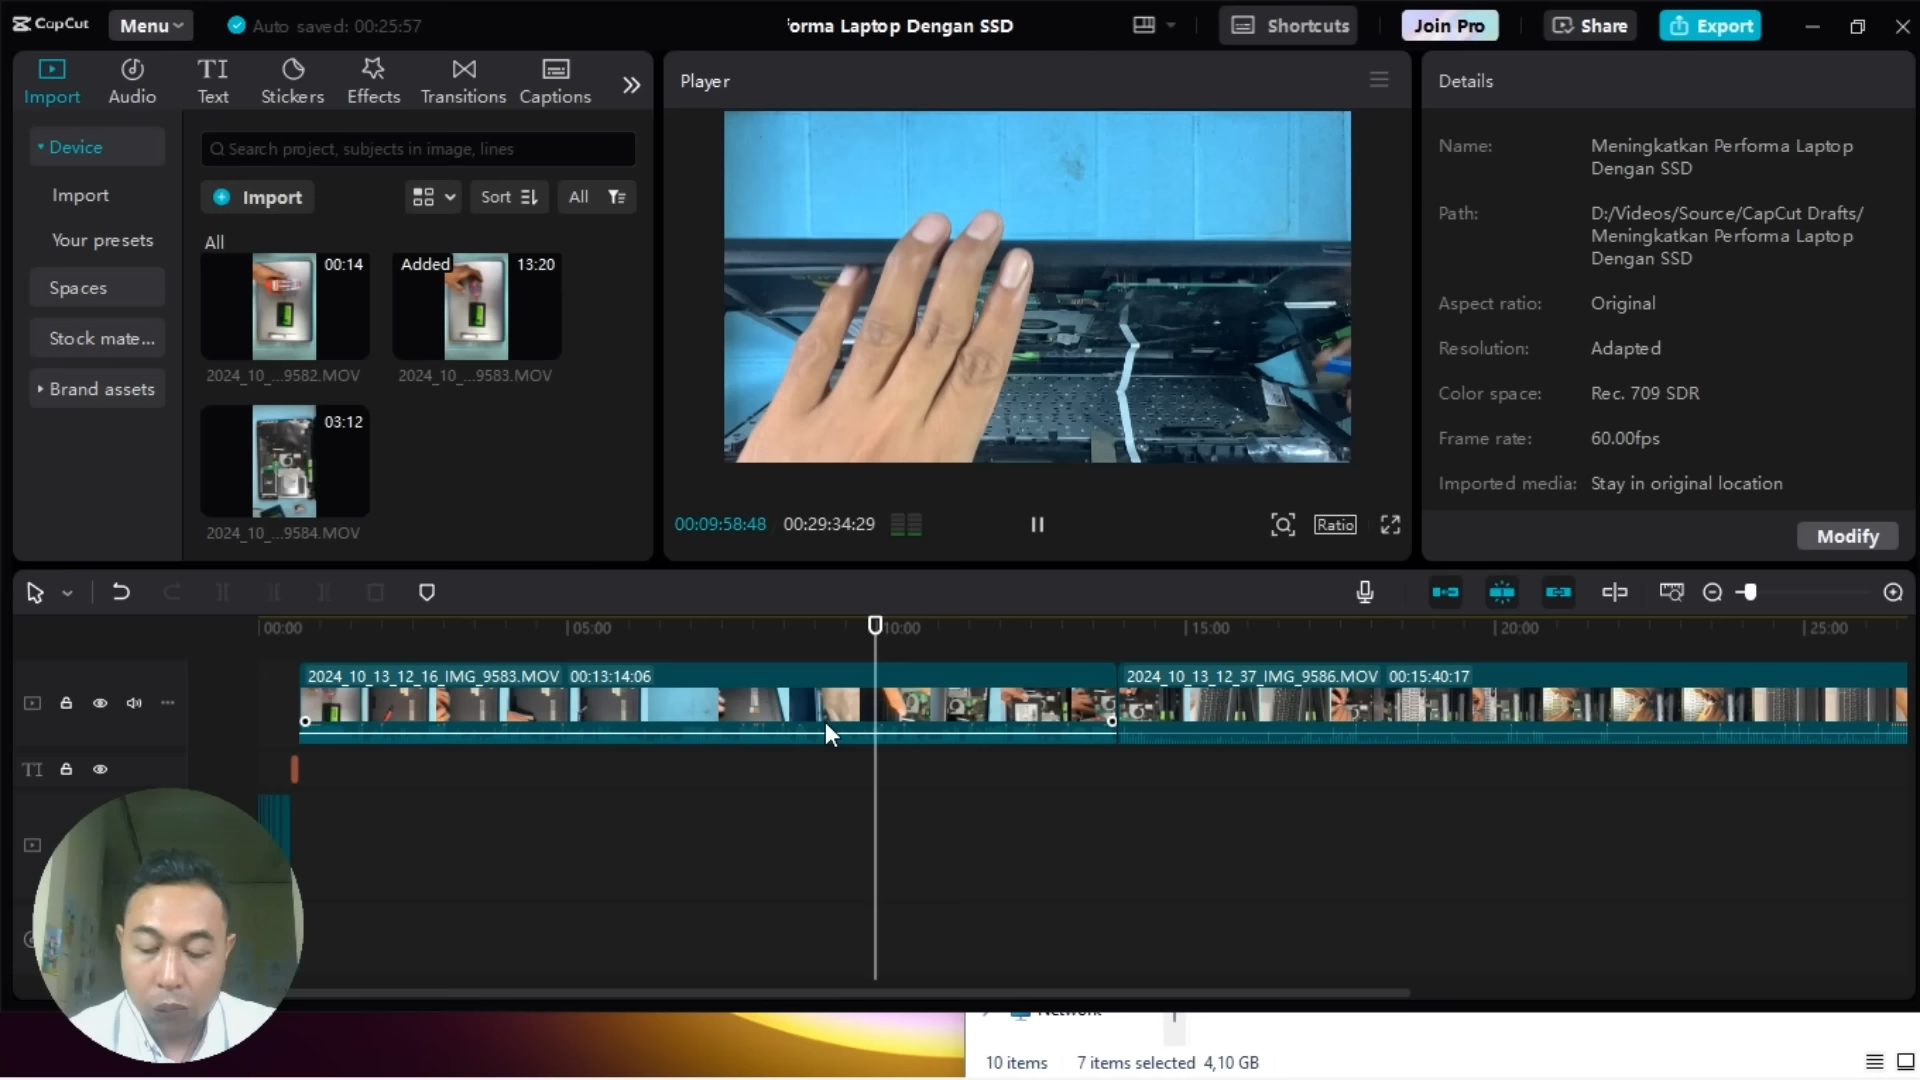 CapCut
Menu
Auto saved: 00:25:57
forma Laptop Dengan SSD
Shortcuts
Join Pro
Share
Export
Import
Audio
TI
Text
Stickers
Effects
Transitions
Captions
Player
Details
Device
Import
Your presets
Spaces
Stock mate...
Brand assets
Search project, subjects in image, lines
Import
Sort
All
All
00:14
2024_10_...9582.MOV
Added
13:20
2024_10_...9583.MOV
03:12
2024_10_...9584.MOV
00:09:58:48
00:29:34:29
Ratio
Name:
Meningkatkan Performa Laptop
Dengan SSD
Path:
D:/Videos/Source/CapCut Drafts/
Meningkatkan Performa Laptop
Dengan SSD
Aspect ratio:
Original
Resolution:
Adapted
Color space:
Rec. 709 SDR
Frame rate:
60.00fps
Imported media:
Stay in original location
Modify
00:00
05:00
10:00
15:00
20:00
25:00
2024_10_13_12_16_IMG_9583.MOV 00:13:14:06
2024_10_13_12_37_IMG_9586.MOV 00:15:40:17
TI
Network
10 items
7 items selected 4,10 GB